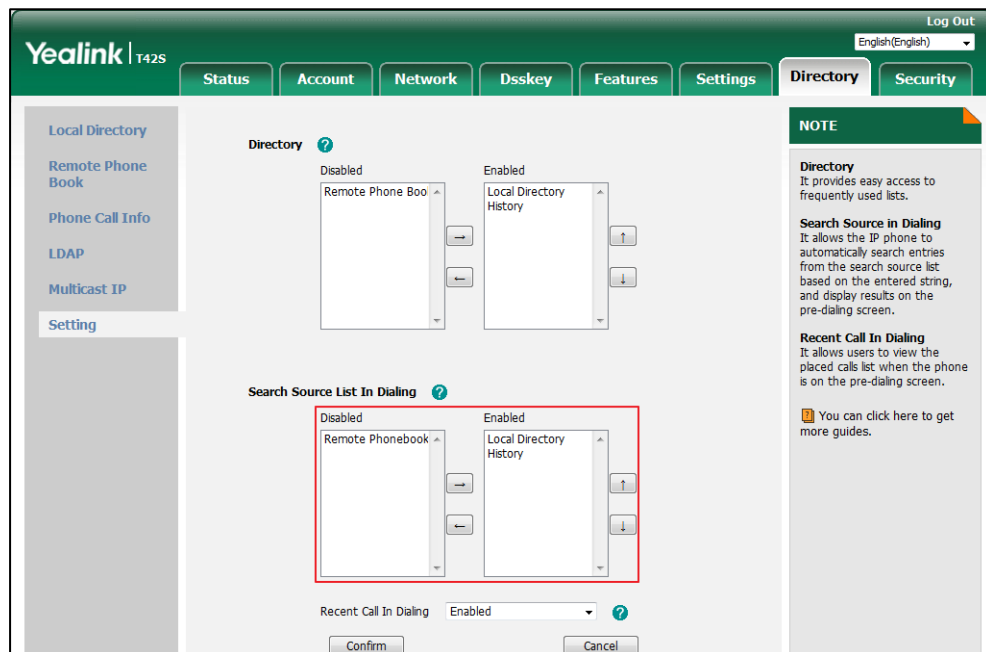 Log Out
English(English)
Yealink T42S
Status Account Network Dsskey Features Settings Directory Security
Local Directory
Remote Phone
Book
Phone Call Info
LDAP
Multicast IP
Setting
Directory ?
Disabled Enabled
Remote Phone Boo
Local Directory
History
→
←
↑
↓
Search Source List In Dialing ?
Disabled Enabled
Remote Phonebook
Local Directory
History
→
←
↑
↓
Recent Call In Dialing Enabled ?
Confirm Cancel
NOTE
Directory
It provides easy access to
frequently used lists.
Search Source in Dialing
It allows the IP phone to
automatically search entries
from the search source list
based on the entered string,
and display results on the
pre-dialing screen.
Recent Call In Dialing
It allows users to view the
placed calls list when the phone
is on the pre-dialing screen.
? You can click here to get
more guides.